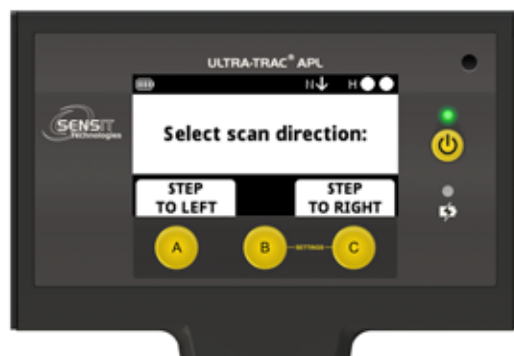 ULTRA-TRAC® APL
N↓ H
SENSIT
Technologies
Select scan direction:
STEP
TO LEFT
STEP
TO RIGHT
A
B
SETTINGS
C